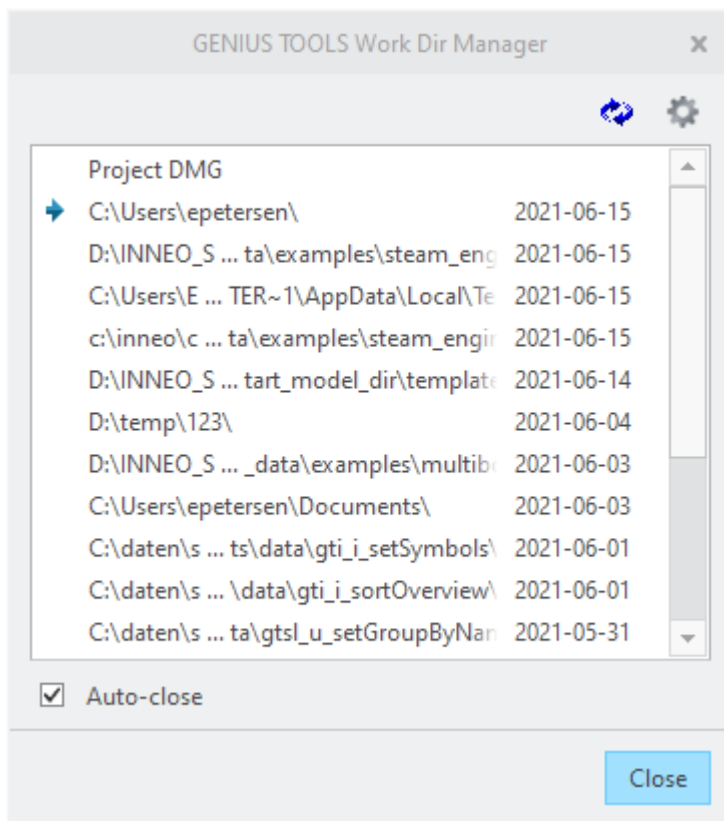 GENIUS TOOLS Work Dir Manager
Project DMG
C:\Users\epetersen\ 2021-06-15
D:\INNEO_S ... ta\examples\steam_eng 2021-06-15
C:\Users\E ... TER~1\AppData\Local\Te 2021-06-15
c:\inneo\c ... ta\examples\steam_engin 2021-06-15
D:\INNEO_S ... tart_model_dir\template 2021-06-14
D:\temp\123\ 2021-06-04
D:\INNEO_S ... _data\examples\multibo 2021-06-03
C:\Users\epetersen\Documents\ 2021-06-03
C:\daten\s ... ts\data\gti_i_setSymbols\ 2021-06-01
C:\daten\s ... \data\gti_i_sortOverview\ 2021-06-01
C:\daten\s ... ta\gtsl_u_setGroupByNan 2021-05-31
Auto-close
Close